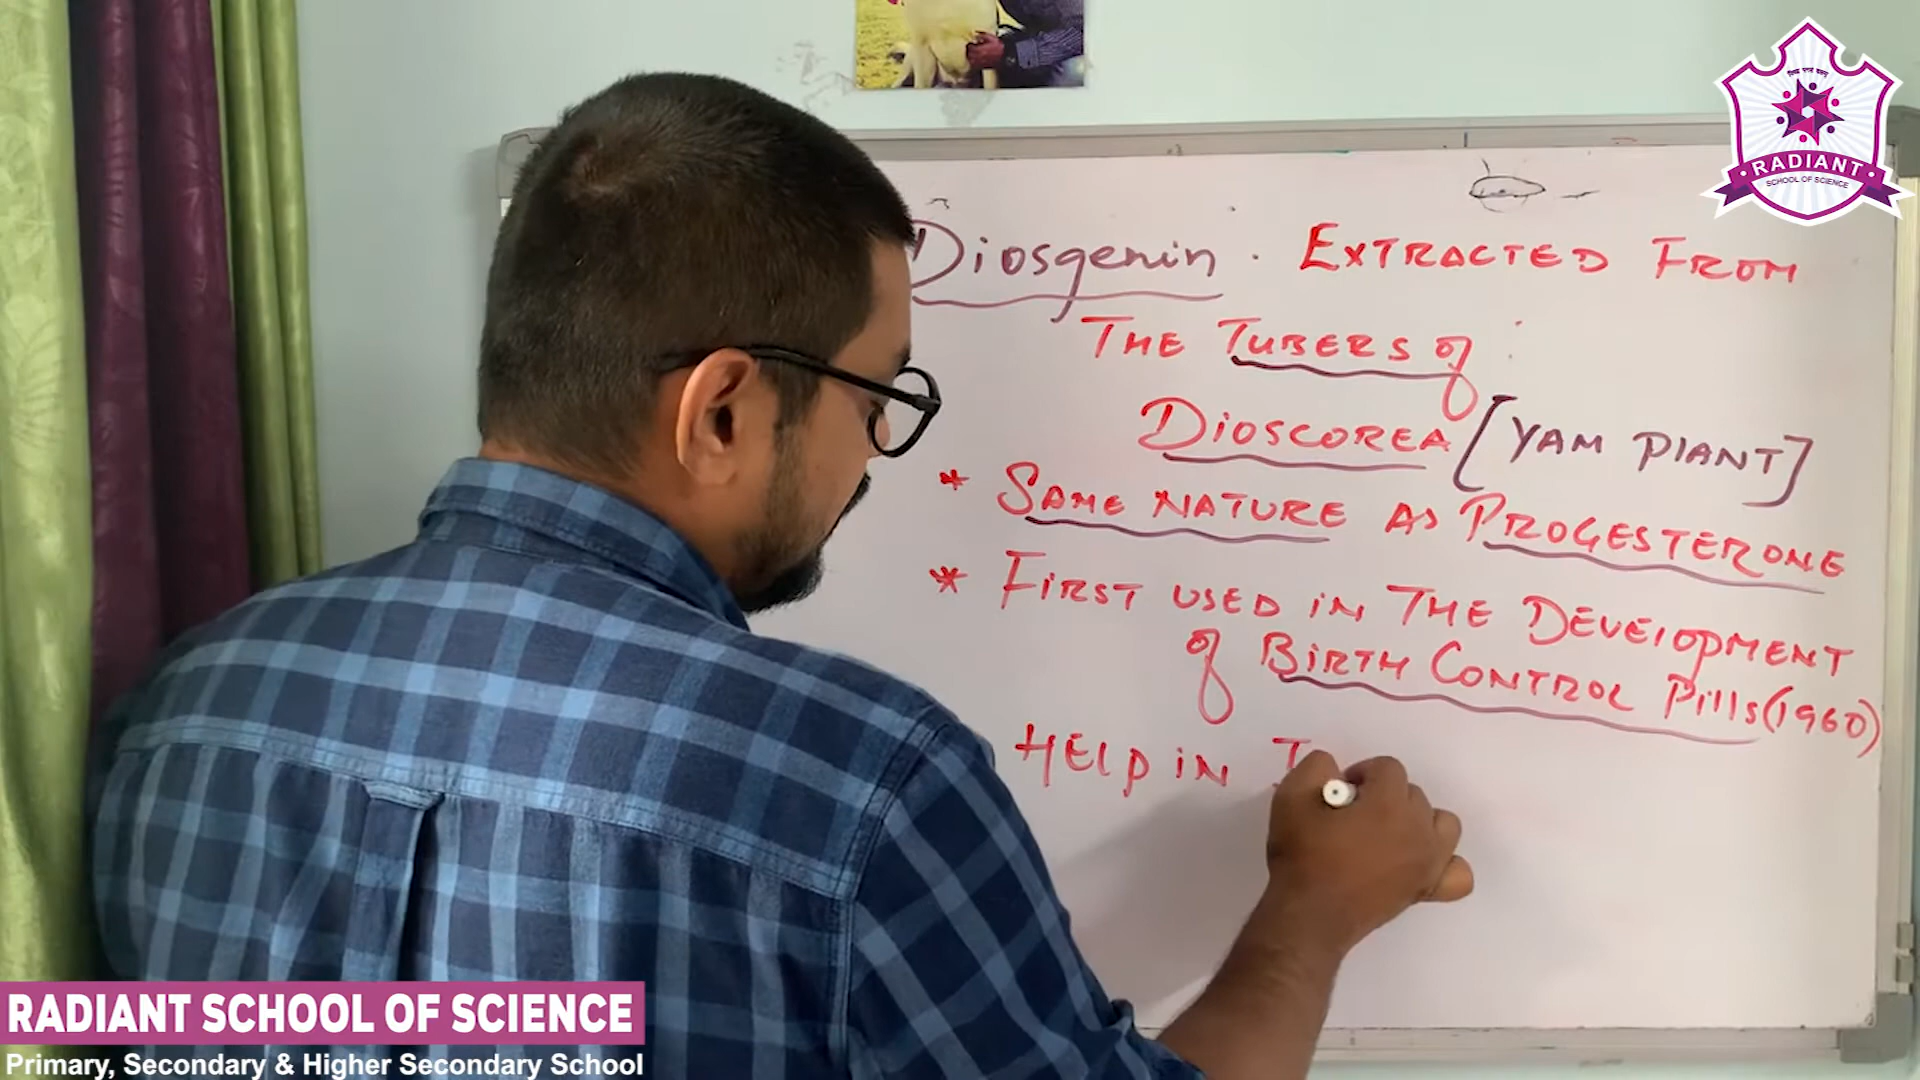 Diosgenin. EXTRACTED FROM
THE TUBERS of :
DIOSCOREA [YAM PlANT]
* SAME NATURE AS PROGESTERONE
* FIRST USED IN THE DEVElOpMENT
of BIRTH CONTROL Pills (1960)
HElp iN I
RADIANT
SCHOOL OF SCIENCE
RADIANT SCHOOL OF SCIENCE
Primary, Secondary & Higher Secondary School